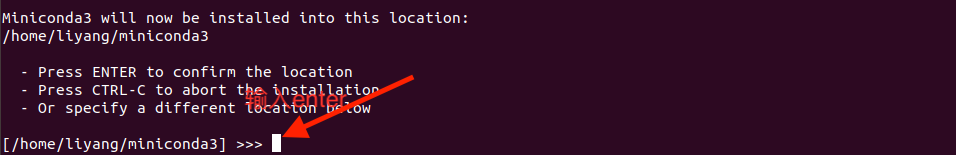 Miniconda3 will now be installed into this location:
/home/liyang/miniconda3
- Press ENTER to confirm the location
- Press CTRL-C to abort the installation
- Or specify a different location below
输入enter
[/home/liyang/miniconda3] >>>